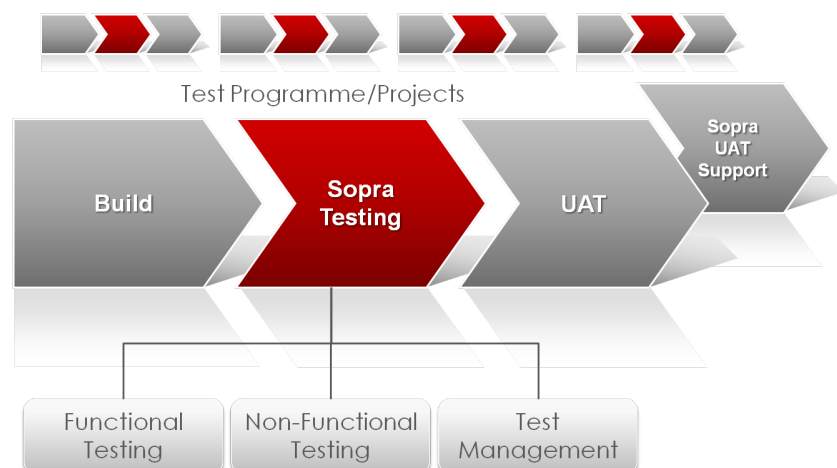 Test Programme/Projects
Sopra
UAT
Support
Build
Sopra
Testing
UAT
Functional
Testing
Non-Functional
Testing
Test
Management